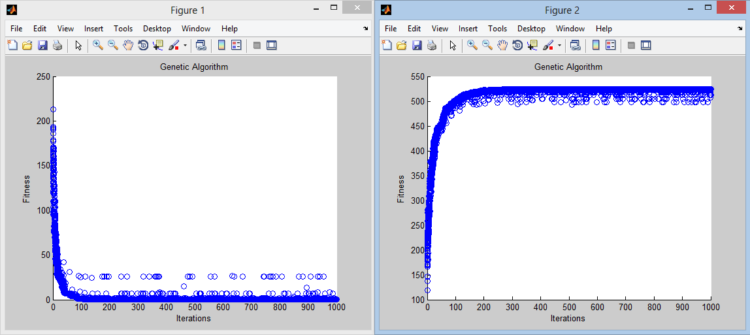 Figure 1
File Edit View Insert Tools Desktop Window Help
Genetic Algorithm
250
200
150
100
50
0
Fitness
0 100 200 300 400 500 600 700 800 900 1000
Iterations
Figure 2
File Edit View Insert Tools Desktop Window Help
Genetic Algorithm
550
500
450
400
350
300
250
200
150
100
Fitness
0 100 200 300 400 500 600 700 800 900 1000
Iterations